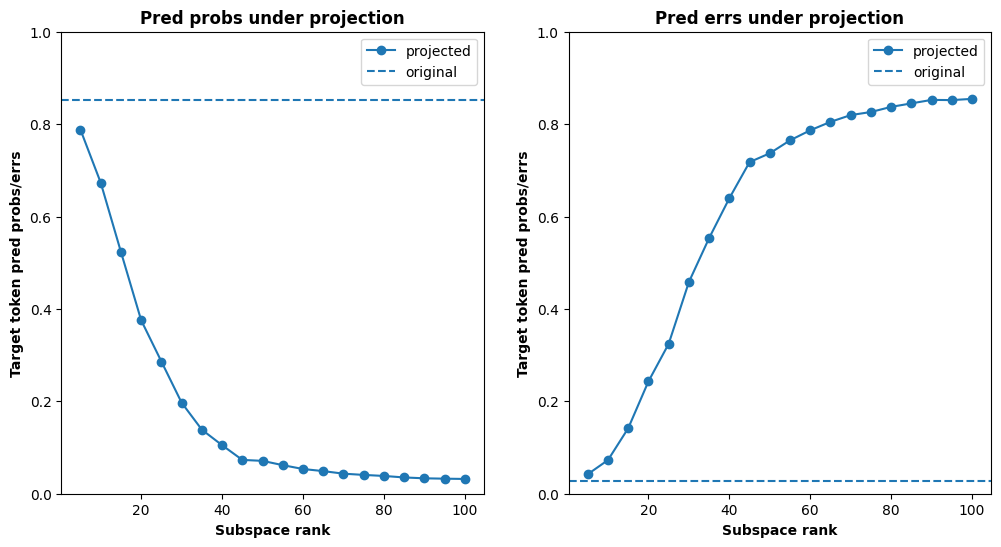 Pred probs under projection
Target token pred probs/errs
1.0
0.8
0.6
0.4
0.2
0.0
projected
original
20
40
60
80
100
Subspace rank
Pred errs under projection
Target token pred probs/errs
1.0
0.8
0.6
0.4
0.2
0.0
projected
original
20
40
60
80
100
Subspace rank